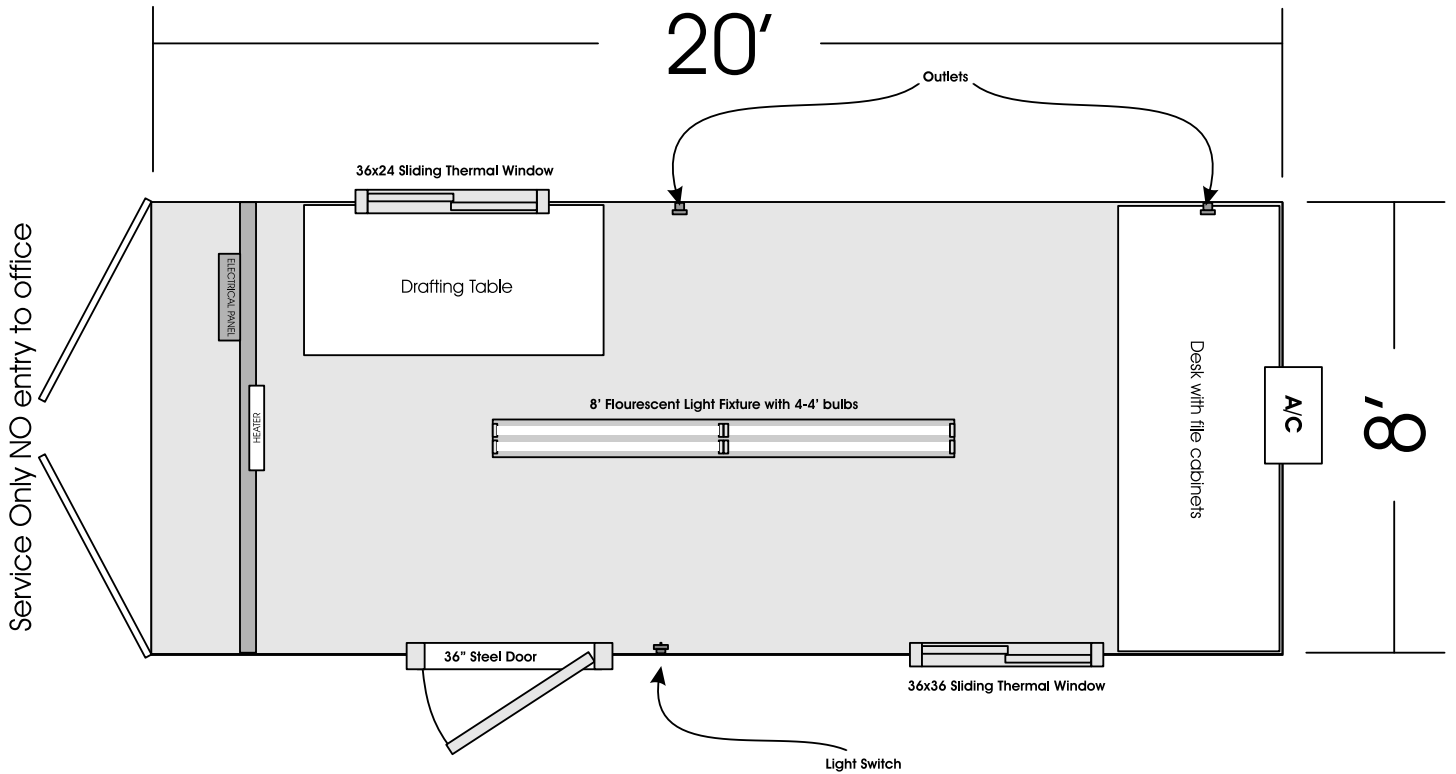 20'
Outlets
36x24 Sliding Thermal Window
Service Only NO entry to office
ELECTRICAL PANEL
Drafting Table
8' Flourescent Light Fixture with 4-4' bulbs
HEATER
Desk with file cabinets
A/C
8'
36" Steel Door
36x36 Sliding Thermal Window
Light Switch